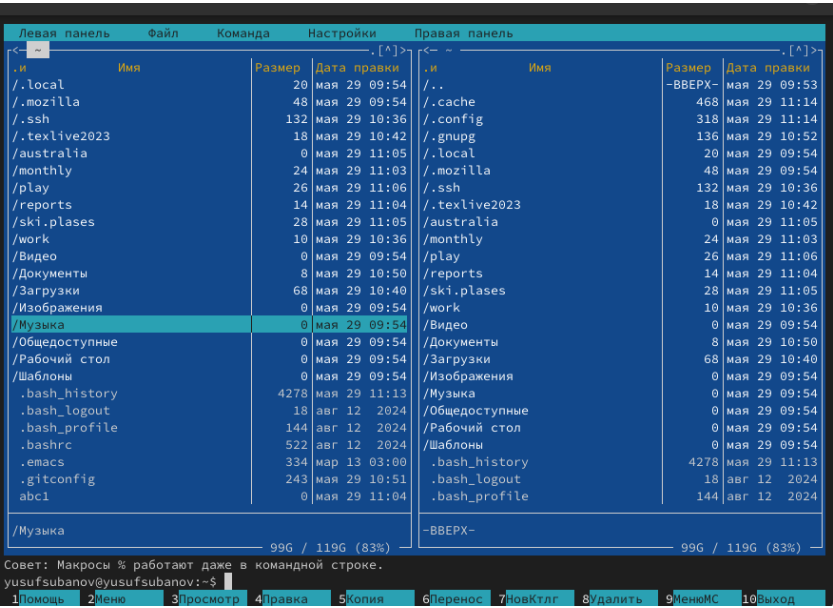 Левая панель Файл Команда Настройки Правая панель
<─ ~ .[^]> <─ ~ .[^]>
.и Имя Размер Дата правки .и Имя Размер Дата правки
/.local 20 мая 29 09:54 /.. -ВВЕРХ- мая 29 09:53
/.mozilla 48 мая 29 09:54 /.cache 468 мая 29 11:14
/.ssh 132 мая 29 10:36 /.config 318 мая 29 11:14
/.texlive2023 18 мая 29 10:42 /.gnupg 136 мая 29 10:52
/australia 0 мая 29 11:05 /.local 20 мая 29 09:54
/monthly 24 мая 29 11:03 /.mozilla 48 мая 29 09:54
/play 26 мая 29 11:06 /.ssh 132 мая 29 10:36
/reports 14 мая 29 11:04 /.texlive2023 18 мая 29 10:42
/ski.plases 28 мая 29 11:05 /australia 0 мая 29 11:05
/work 10 мая 29 10:36 /monthly 24 мая 29 11:03
/Видео 0 мая 29 09:54 /play 26 мая 29 11:06
/Документы 8 мая 29 10:50 /reports 14 мая 29 11:04
/Загрузки 68 мая 29 10:40 /ski.plases 28 мая 29 11:05
/Изображения 0 мая 29 09:54 /work 10 мая 29 10:36
/Музыка 0 мая 29 09:54 /Видео 0 мая 29 09:54
/Общедоступные 0 мая 29 09:54 /Документы 8 мая 29 10:50
/Рабочий стол 0 мая 29 09:54 /Загрузки 68 мая 29 10:40
/Шаблоны 0 мая 29 09:54 /Изображения 0 мая 29 09:54
.bash_history 4278 мая 29 11:13 /Музыка 0 мая 29 09:54
.bash_logout 18 авг 12 2024 /Общедоступные 0 мая 29 09:54
.bash_profile 144 авг 12 2024 /Рабочий стол 0 мая 29 09:54
.bashrc 522 авг 12 2024 /Шаблоны 0 мая 29 09:54
.emacs 334 мар 13 03:00 .bash_history 4278 мая 29 11:13
.gitconfig 243 мая 29 10:51 .bash_logout 18 авг 12 2024
abc1 0 мая 29 11:04 .bash_profile 144 авг 12 2024
/Музыка -ВВЕРХ-
99G / 119G (83%) 99G / 119G (83%)
Совет: Макросы % работают даже в командной строке.
yusufsubanov@yusufsubanov:~$
1Помощь 2Меню 3Просмотр 4Правка 5Копия 6Перенос 7НовКтлг 8Удалить 9МенюMC 10Выход